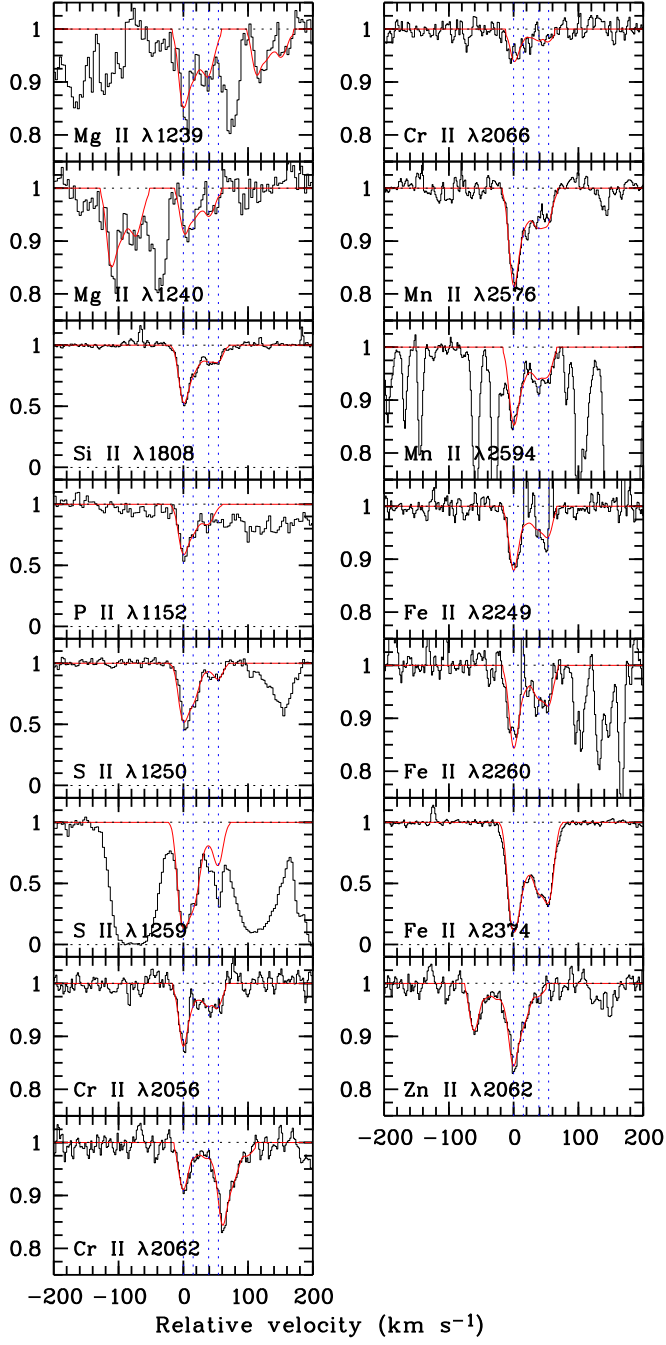 1
0.9
0.8
Mg II λ1239
1
0.9
0.8
Mg II λ1240
1
0.5
0
Si II λ1808
1
0.5
0
P II λ1152
1
0.5
0
S II λ1250
1
0.5
0
S II λ1259
1
0.9
0.8
Cr II λ2056
1
0.9
0.8
Cr II λ2062
-200 -100 0 100 200
1
0.9
0.8
Cr II λ2066
1
0.9
0.8
Mn II λ2576
1
0.9
0.8
Mn II λ2594
1
0.9
0.8
Fe II λ2249
1
0.9
0.8
Fe II λ2260
1
0.5
0
Fe II λ2374
1
0.9
0.8
Zn II λ2062
-200 -100 0 100 200
Relative velocity (km s⁻¹)